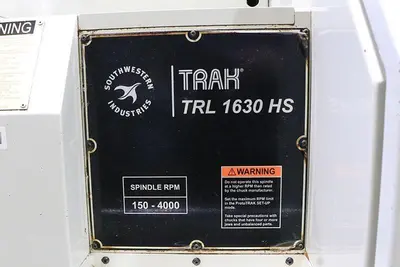 NING
SOUTHWESTERN
INDUSTRIES
TRAK®
TRL 1630 HS
WARNING
Do not operate this spindle
at a higher RPM than rated
by the chuck manufacturer.
Set the maximum RPM limit
in the ProtoTRAK SET-UP
mode.
Take special precautions with
chucks that have four or more
jaws and unbalanced parts.
SPINDLE RPM
150 - 4000